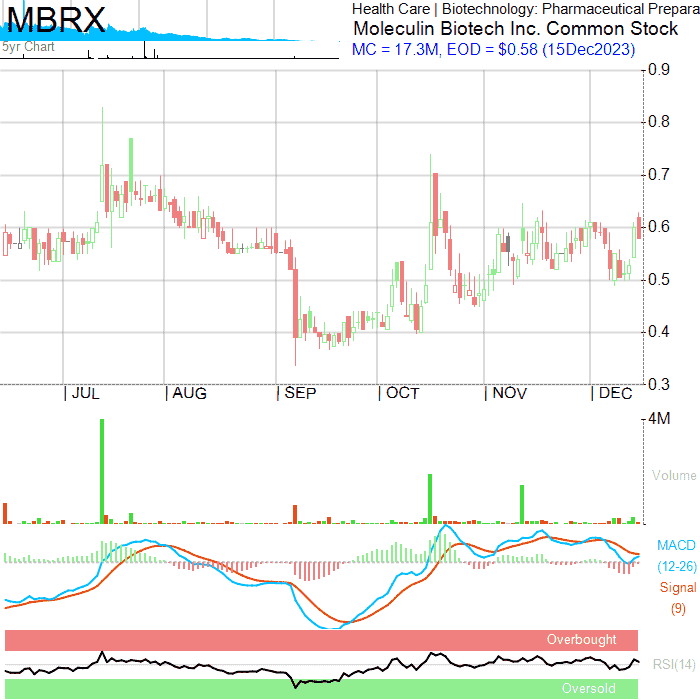 MBRX
5yr Chart
Health Care | Biotechnology: Pharmaceutical Prepara
Moleculin Biotech Inc. Common Stock
MC = 17.3M, EOD = $0.58 (15Dec2023)
0.9
0.8
0.7
0.6
0.5
0.4
0.3
| JUL | AUG | SEP | OCT | NOV | DEC
4M
Volume
MACD
(12-26)
Signal
(9)
Overbought
RSI(14)
Oversold